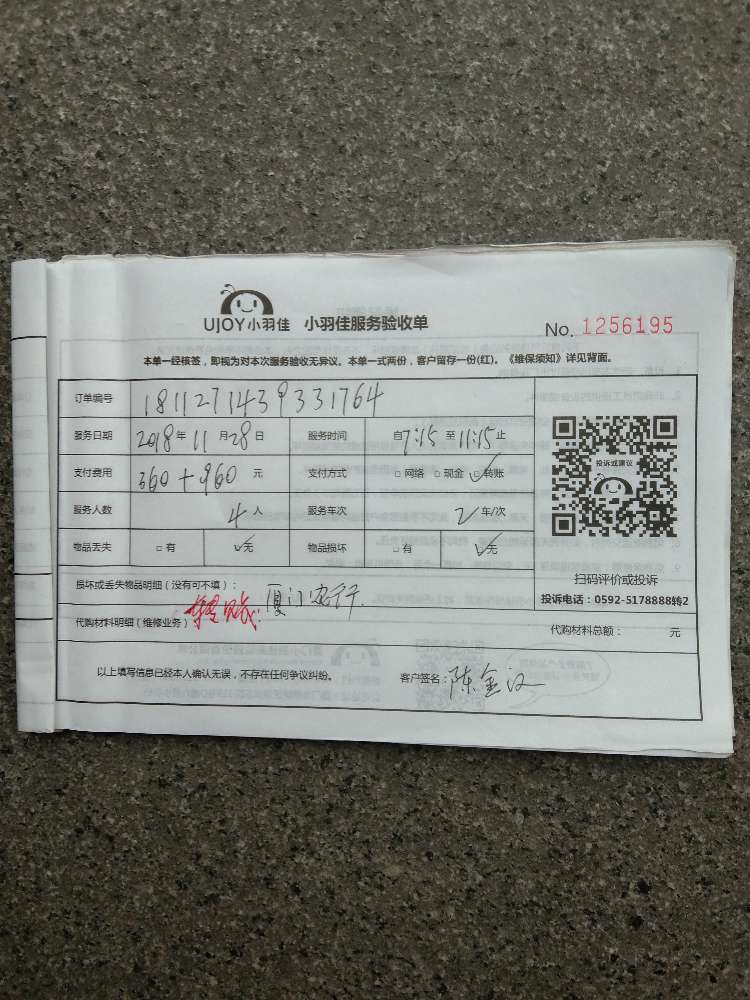 UJOY小羽佳 小羽佳服务验收单 No. 1256195
本单一经核签，即视为对本次服务验收无异议。本单一式两份，客户留存一份(红)。《维保须知》详见背面。
订单编号 1811271439331764
服务日期 2018年11月28日 服务时间 自7:15至11:15止
支付费用 360+960元 支付方式 □网络 □现金 ☑转账
服务人数 4人 服务车次 2车/次
物品丢失 □有 ☑无 物品损坏 □有 ☑无
投诉或建议
扫码评价或投诉
投诉电话：0592-5178888转2
损坏或丢失物品明细（没有可不填）：
转账：厦门
代购材料明细（维修业务）： 代购材料总额： 元
以上填写信息已经本人确认无误，不存在任何争议纠纷。 客户签名：陈金汉